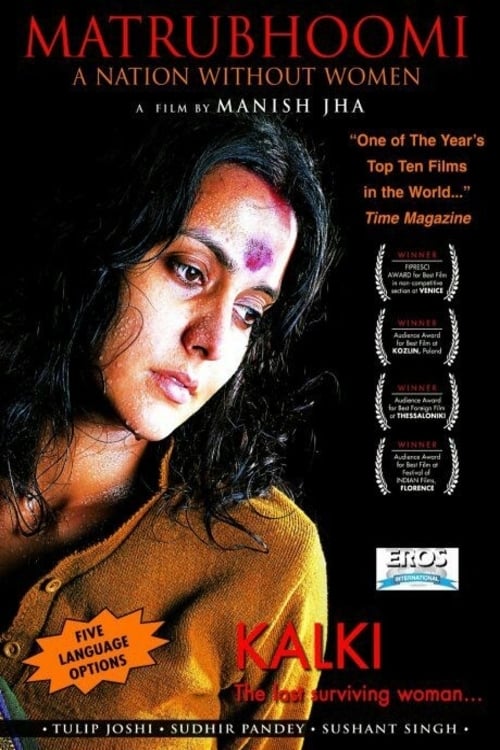 MATRUBHOOMI
A NATION WITHOUT WOMEN
A FILM BY MANISH JHA
"One of The Year's
Top Ten Films
in the World..."
Time Magazine
WINNER
FIPRESCI
AWARD for Best Film
in non-competitive
section at VENICE
WINNER
Audience Award
for Best Film at
KOZLIN, Poland
WINNER
Audience Award
for Best Foreign Film
at THESSALONIKI
WINNER
Audience Award
for Best Film at
Festival of
INDIAN Films,
FLORENCE
EROS
INTERNATIONAL
FIVE
LANGUAGE
OPTIONS
KALKI
The last surviving woman...
• TULIP JOSHI • SUDHIR PANDEY • SUSHANT SINGH •